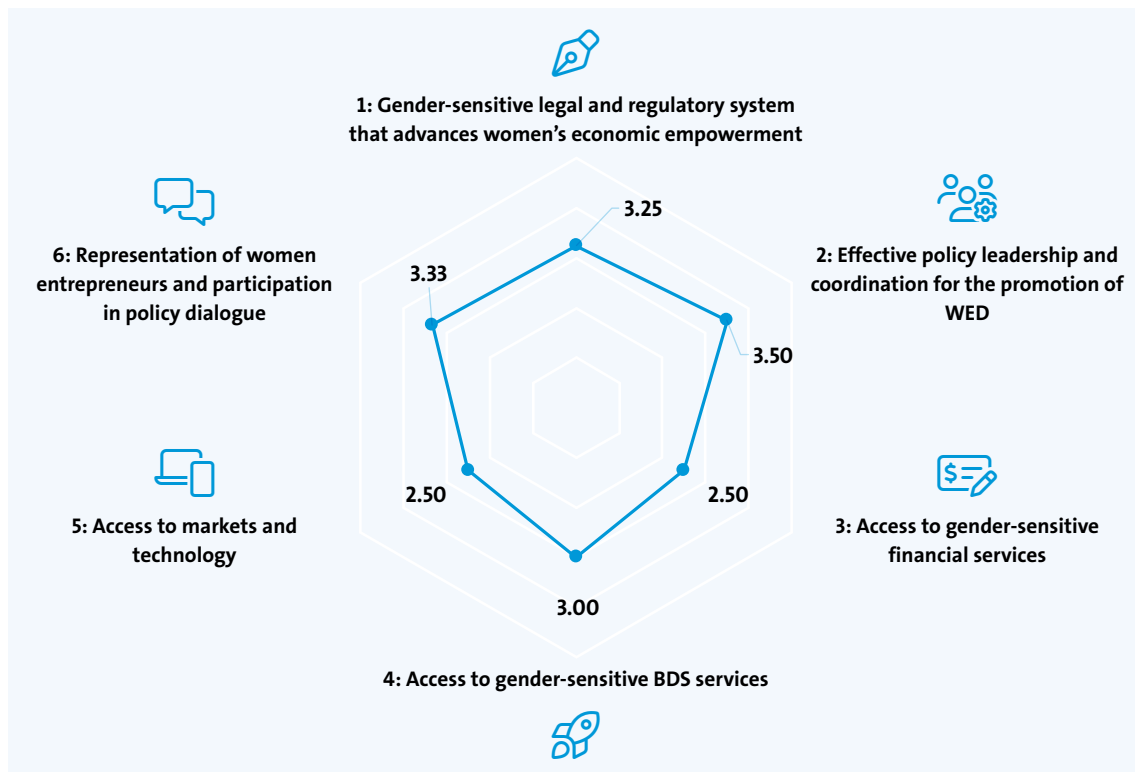 1: Gender-sensitive legal and regulatory system
that advances women’s economic empowerment
3.25
2: Effective policy leadership and
coordination for the promotion of
WED
3.50
3: Access to gender-sensitive
financial services
2.50
4: Access to gender-sensitive BDS services
3.00
5: Access to markets and
technology
2.50
6: Representation of women
entrepreneurs and participation
in policy dialogue
3.33
$